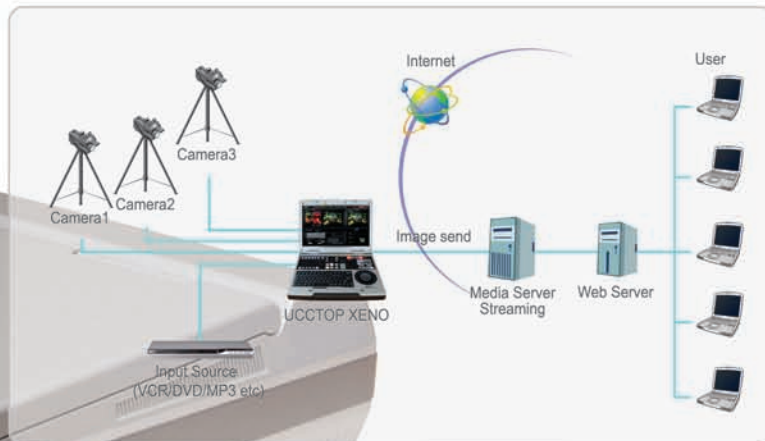 Internet
User
Camera3
Camera2
Camera1
Image send
Media Server
Streaming
Web Server
UCCTOP XENO
Input Source
(VCR/DVD/MP3 etc)